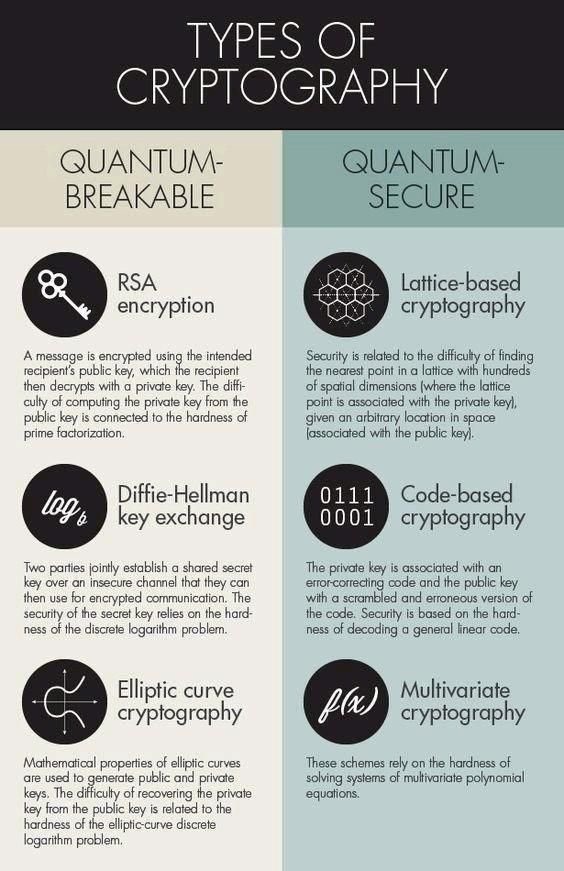 TYPES OF
CRYPTOGRAPHY
QUANTUM-
BREAKABLE
RSA
encryption
A message is encrypted using the intended
recipient's public key, which the recipient
then decrypts with a private key. The diffi-
culty of computing the private key from the
public key is connected to the hardness of
prime factorization.
log b
Diffie-Hellman
key exchange
Two parties jointly establish a shared secret
key over an insecure channel that they can
then use for encrypted communication. The
security of the secret key relies on the hard-
ness of the discrete logarithm problem.
Elliptic curve
cryptography
Mathematical properties of elliptic curves
are used to generate public and private
keys. The difficulty of recovering the private
key from the public key is related to the
hardness of the elliptic-curve discrete
logarithm problem.
QUANTUM-
SECURE
Lattice-based
cryptography
Security is related to the difficulty of finding
the nearest point in a lattice with hundreds
of spatial dimensions (where the lattice
point is associated with the private key),
given an arbitrary location in space
(associated with the public key).
0111
0001
Code-based
cryptography
The private key is associated with an
error-correcting code and the public key
with a scrambled and erroneous version of
the code. Security is based on the hard-
ness of decoding a general linear code.
f(x)
Multivariate
cryptography
These schemes rely on the hardness of
solving systems of multivariate polynomial
equations.